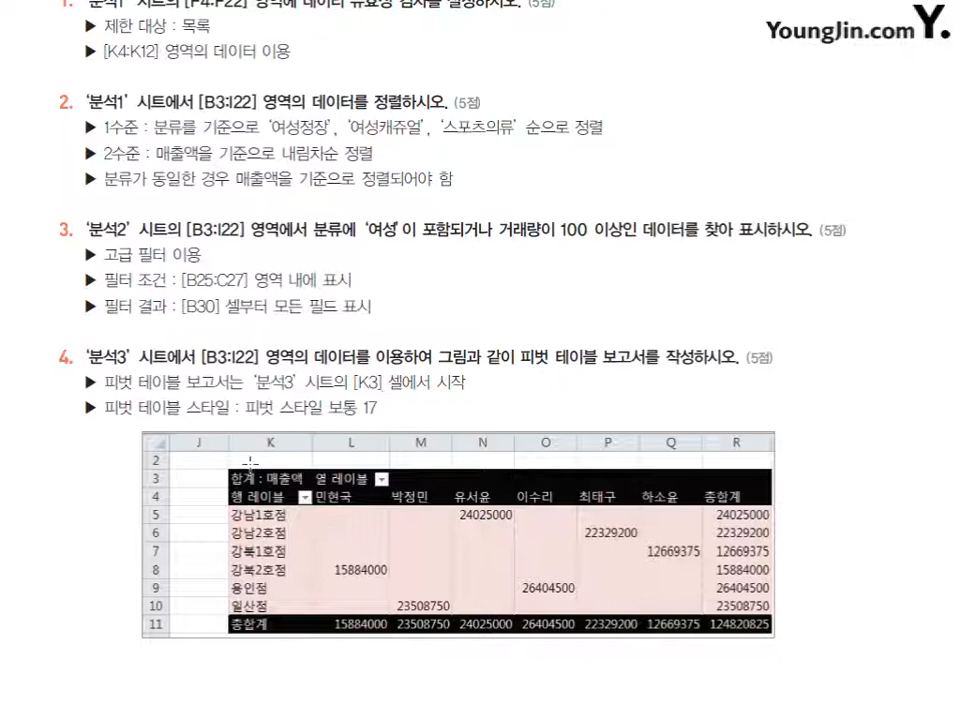 1. ‘분석1’ 시트의 [F4:F22] 영역에 데이터 유효성 검사를 설정하시오. (5점)
▶ 제한 대상 : 목록
▶ [K4:K12] 영역의 데이터 이용
YoungJin.com Y.
2. ‘분석1’ 시트에서 [B3:I22] 영역의 데이터를 정렬하시오. (5점)
▶ 1수준 : 분류를 기준으로 ‘여성정장’, ‘여성캐쥬얼’, ‘스포츠의류’ 순으로 정렬
▶ 2수준 : 매출액을 기준으로 내림차순 정렬
▶ 분류가 동일한 경우 매출액을 기준으로 정렬되어야 함
3. ‘분석2’ 시트의 [B3:I22] 영역에서 분류에 ‘여성’이 포함되거나 거래량이 100 이상인 데이터를 찾아 표시하시오. (5점)
▶ 고급 필터 이용
▶ 필터 조건 : [B25:C27] 영역 내에 표시
▶ 필터 결과 : [B30] 셀부터 모든 필드 표시
4. ‘분석3’ 시트에서 [B3:I22] 영역의 데이터를 이용하여 그림과 같이 피벗 테이블 보고서를 작성하시오. (5점)
▶ 피벗 테이블 보고서는 ‘분석3’ 시트의 [K3] 셀에서 시작
▶ 피벗 테이블 스타일 : 피벗 스타일 보통 17
J K L M N O P Q R
2
3 합계 : 매출액 열 레이블
4 행 레이블 민현국 박정민 유서윤 이수리 최태구 하소윤 총합계
5 강남1호점 24025000 24025000
6 강남2호점 22329200 22329200
7 강북1호점 12669375 12669375
8 강북2호점 15884000 15884000
9 용인점 26404500 26404500
10 일산점 23508750 23508750
11 총합계 15884000 23508750 24025000 26404500 22329200 12669375 124820825